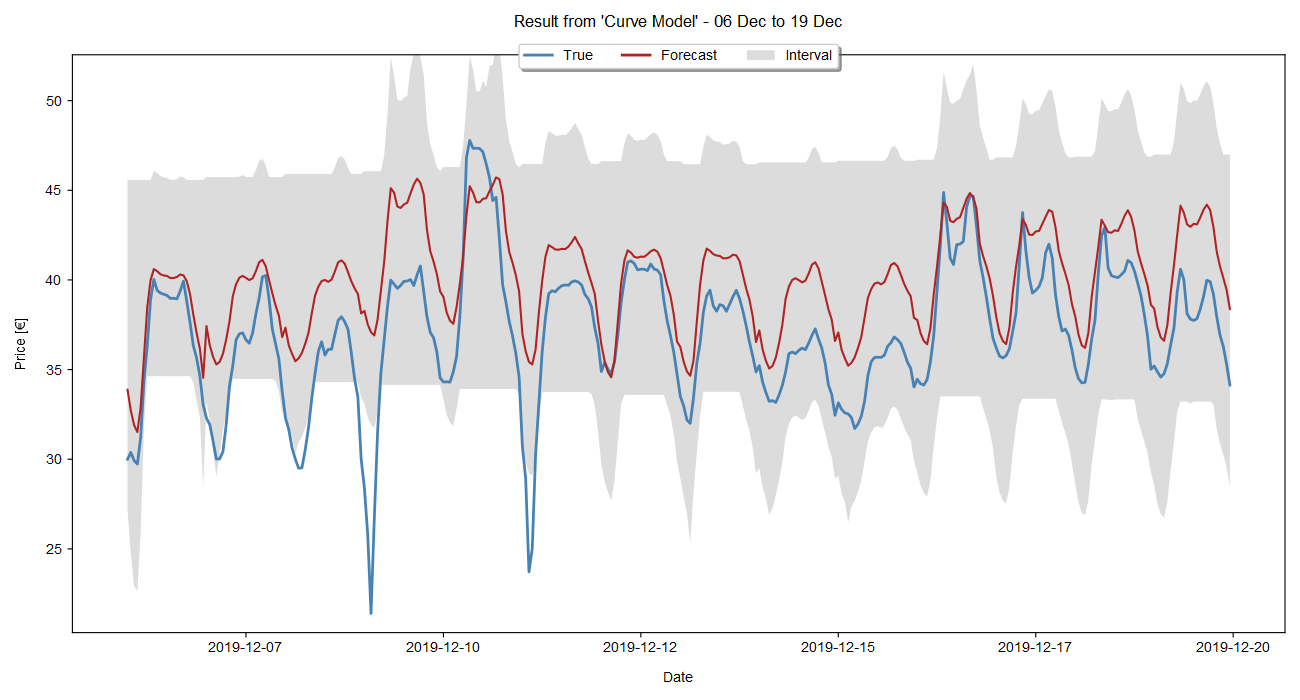 Result from 'Curve Model' - 06 Dec to 19 Dec
True Forecast Interval
50
45
40
35
30
25
Price [€]
2019-12-07 2019-12-10 2019-12-12 2019-12-15 2019-12-17 2019-12-20
Date